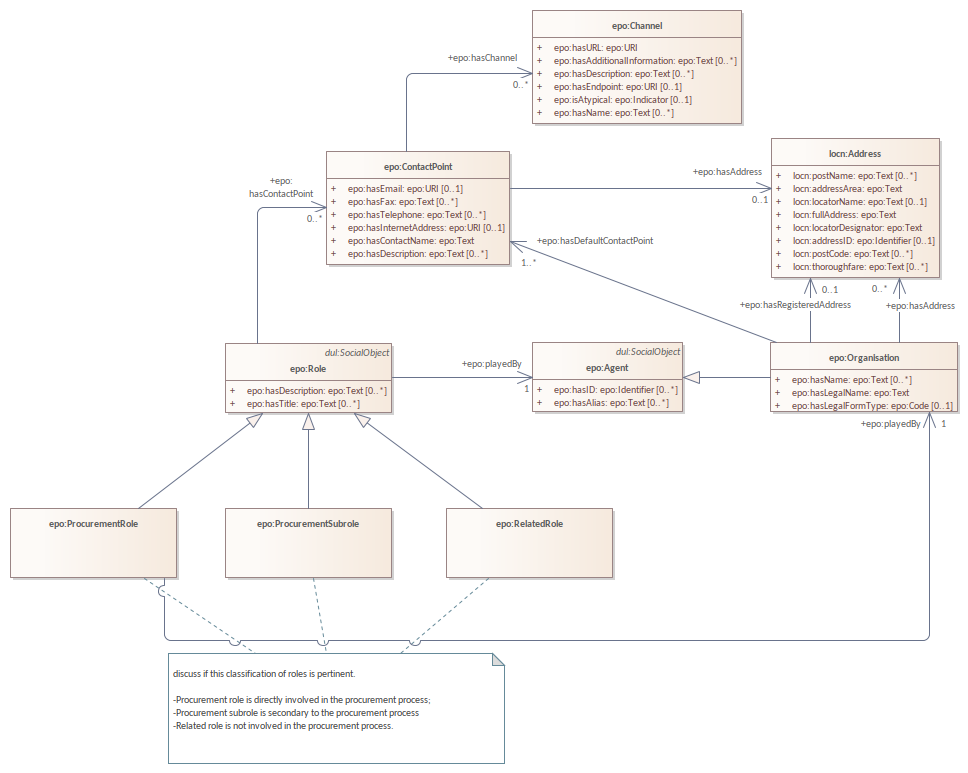 epo:Channel
+ epo:hasURL: epo:URI
+ epo:hasAdditionalInformation: epo:Text [0..*]
+ epo:hasDescription: epo:Text [0..*]
+ epo:hasEndpoint: epo:URI [0..1]
+ epo:isAtypical: epo:Indicator [0..1]
+ epo:hasName: epo:Text [0..*]
+epo:hasChannel
0..*
epo:ContactPoint
+ epo:hasEmail: epo:URI [0..1]
+ epo:hasFax: epo:Text [0..*]
+ epo:hasTelephone: epo:Text [0..*]
+ epo:hasInternetAddress: epo:URI [0..1]
+ epo:hasContactName: epo:Text
+ epo:hasDescription: epo:Text [0..*]
locn:Address
+ locn:postName: epo:Text [0..*]
+ locn:addressArea: epo:Text
+ locn:locatorName: epo:Text [0..1]
+ locn:fullAddress: epo:Text
+ locn:locatorDesignator: epo:Text
+ locn:addressID: epo:Identifier [0..1]
+ locn:postCode: epo:Text [0..*]
+ locn:thoroughfare: epo:Text [0..*]
+epo:hasAddress
0..1
+epo:
hasContactPoint
0..*
+epo:hasDefaultContactPoint
1..*
0..1
+epo:hasRegisteredAddress
0..*
+epo:hasAddress
dul:SocialObject
epo:Role
+ epo:hasDescription: epo:Text [0..*]
+ epo:hasTitle: epo:Text [0..*]
+epo:playedBy
1
dul:SocialObject
epo:Agent
+ epo:hasID: epo:Identifier [0..*]
+ epo:hasAlias: epo:Text [0..*]
epo:Organisation
+ epo:hasName: epo:Text [0..*]
+ epo:hasLegalName: epo:Text
+ epo:hasLegalFormType: epo:Code [0..1]
+epo:playedBy
1
epo:ProcurementRole
epo:ProcurementSubrole
epo:RelatedRole
discuss if this classification of roles is pertinent.
-Procurement role is directly involved in the procurement process;
-Procurement subrole is secondary to the procurement process
-Related role is not involved in the procurement process.